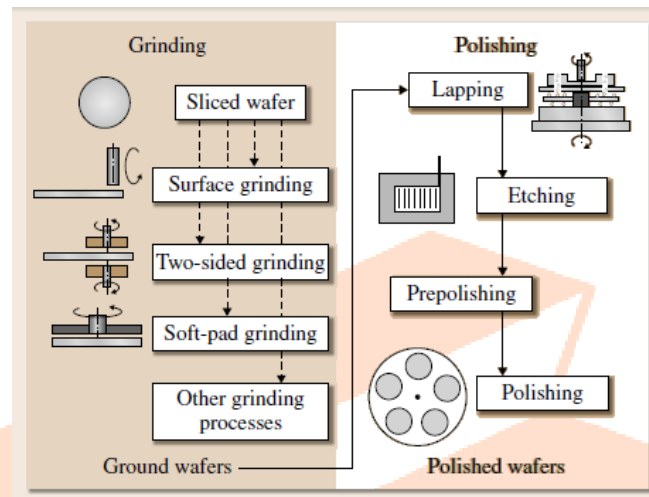 Grinding
Sliced wafer
Surface grinding
Two-sided grinding
Soft-pad grinding
Other grinding
processes
Ground wafers
Polishing
Lapping
Etching
Prepolishing
Polishing
Polished wafers